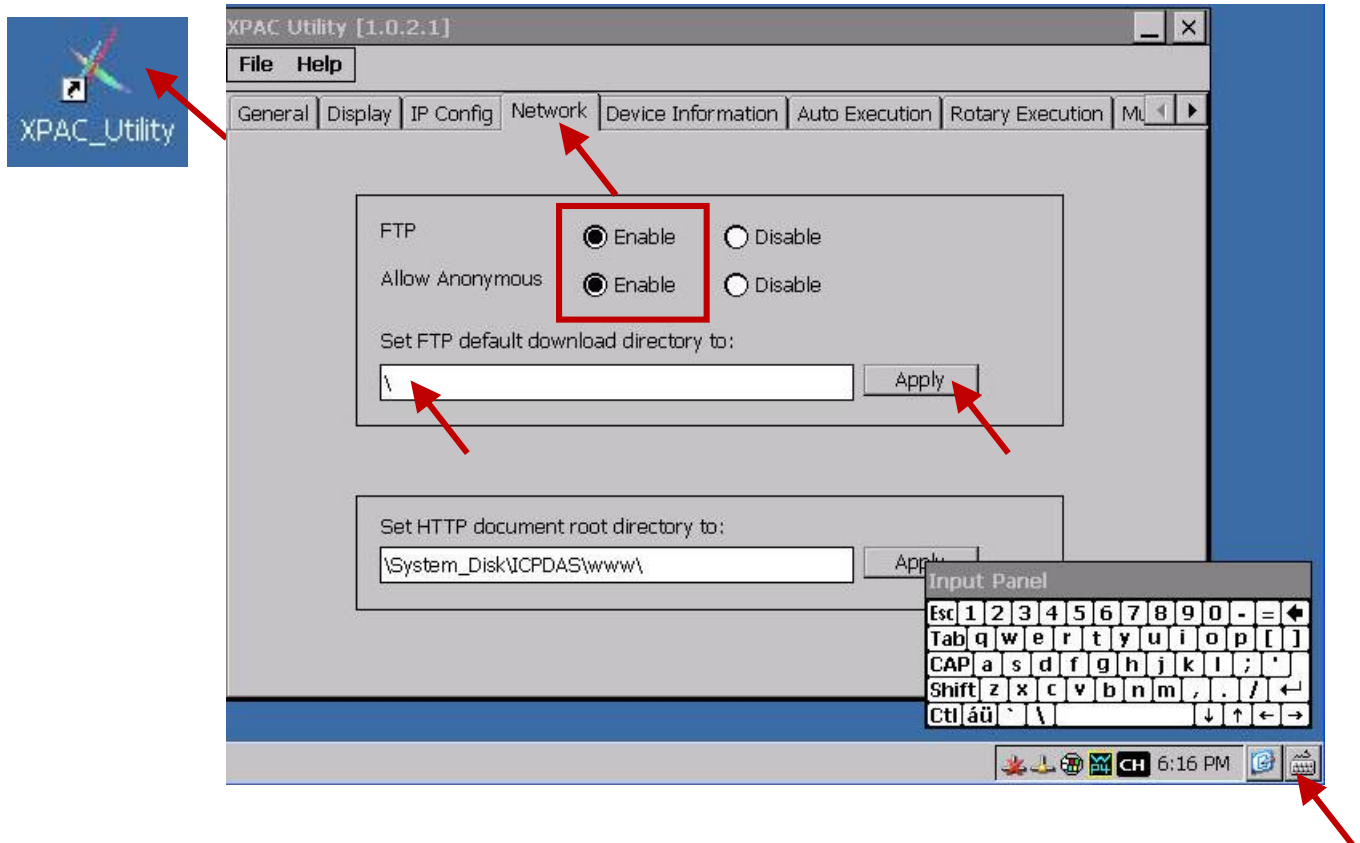 XPAC_Utility
XPAC Utility [1.0.2.1]
File Help
General Display IP Config Network Device Information Auto Execution Rotary Execution
FTP Enable Disable
Allow Anonymous Enable Disable
Set FTP default download directory to:
\ Apply
Set HTTP document root directory to:
\System_Disk\ICPDAS\www\ Apply
Input Panel
Esc 1 2 3 4 5 6 7 8 9 0 - =
Tab q w e r t y u i o p [ ]
CAP a s d f g h j k l ; '
Shift z x c v b n m , . /
Ctl áü ` \ ↓ ↑ ← →
CH 6:16 PM